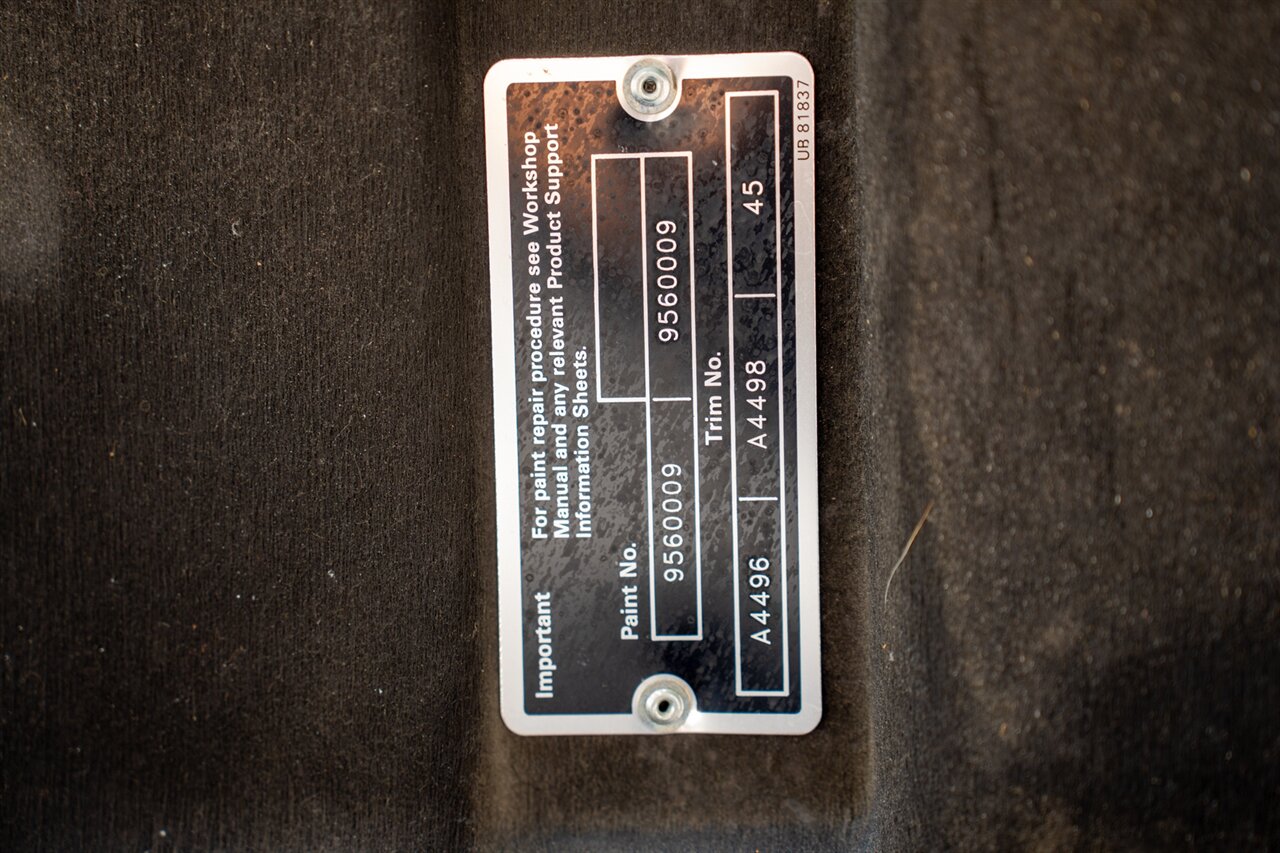 Important
For paint repair procedure see Workshop
Manual and any relevant Product Support
Information Sheets.
Paint No.
9560009 | 9560009
Trim No.
A4496 | A4498 | 45
UB 81837